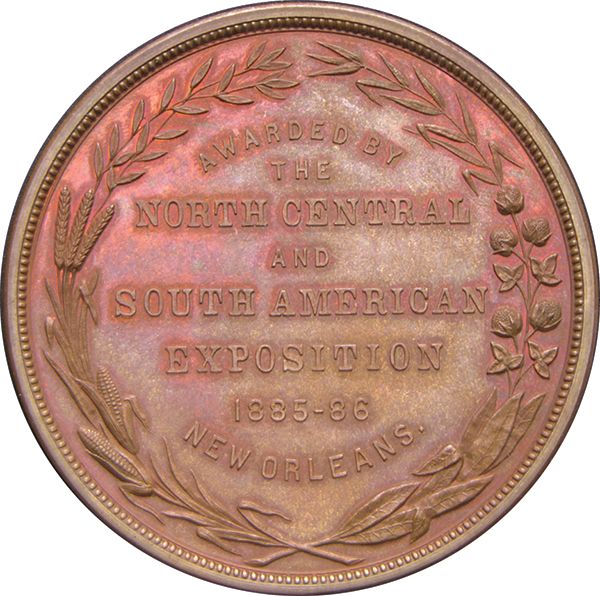 AWARDED BY
THE
NORTH CENTRAL
AND
SOUTH AMERICAN
EXPOSITION
1885-86
NEW ORLEANS.